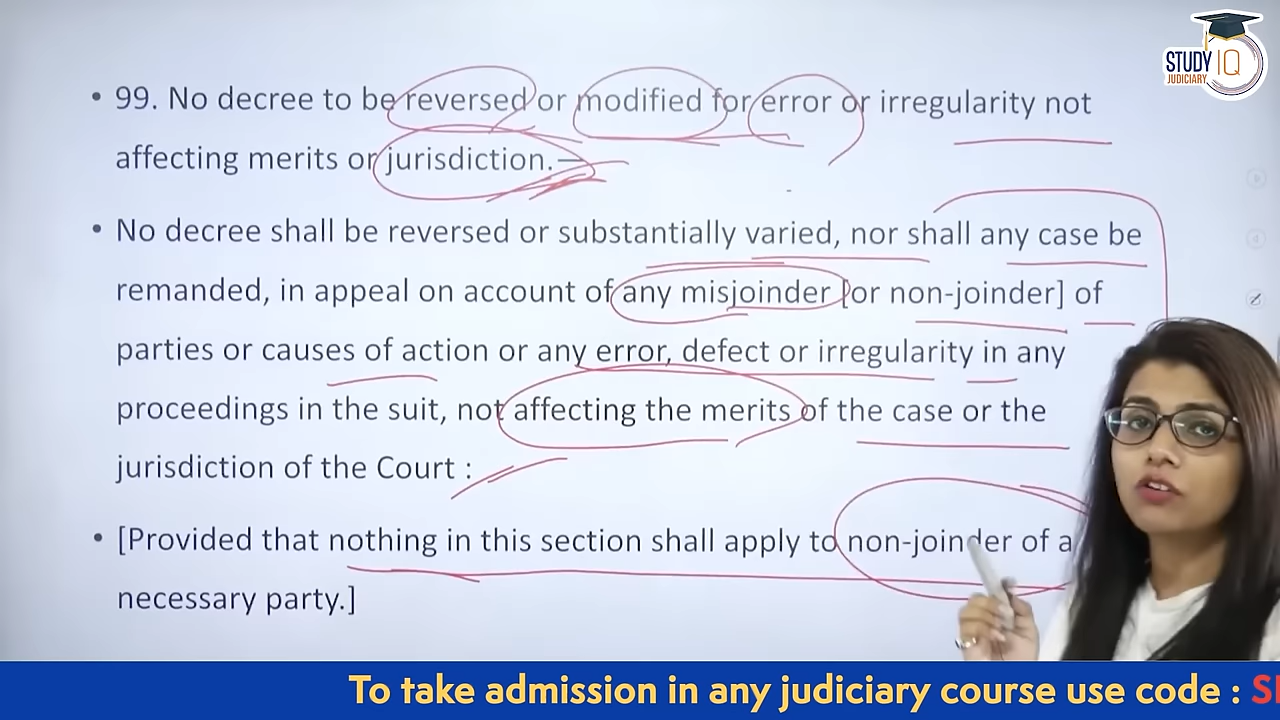 STUDY IQ
JUDICIARY
• 99. No decree to be reversed or modified for error or irregularity not
affecting merits or jurisdiction.—
• No decree shall be reversed or substantially varied, nor shall any case be
remanded, in appeal on account of any misjoinder [or non-joinder] of
parties or causes of action or any error, defect or irregularity in any
proceedings in the suit, not affecting the merits of the case or the
jurisdiction of the Court :
• [Provided that nothing in this section shall apply to non-joinder of a
necessary party.]
To take admission in any judiciary course use code :